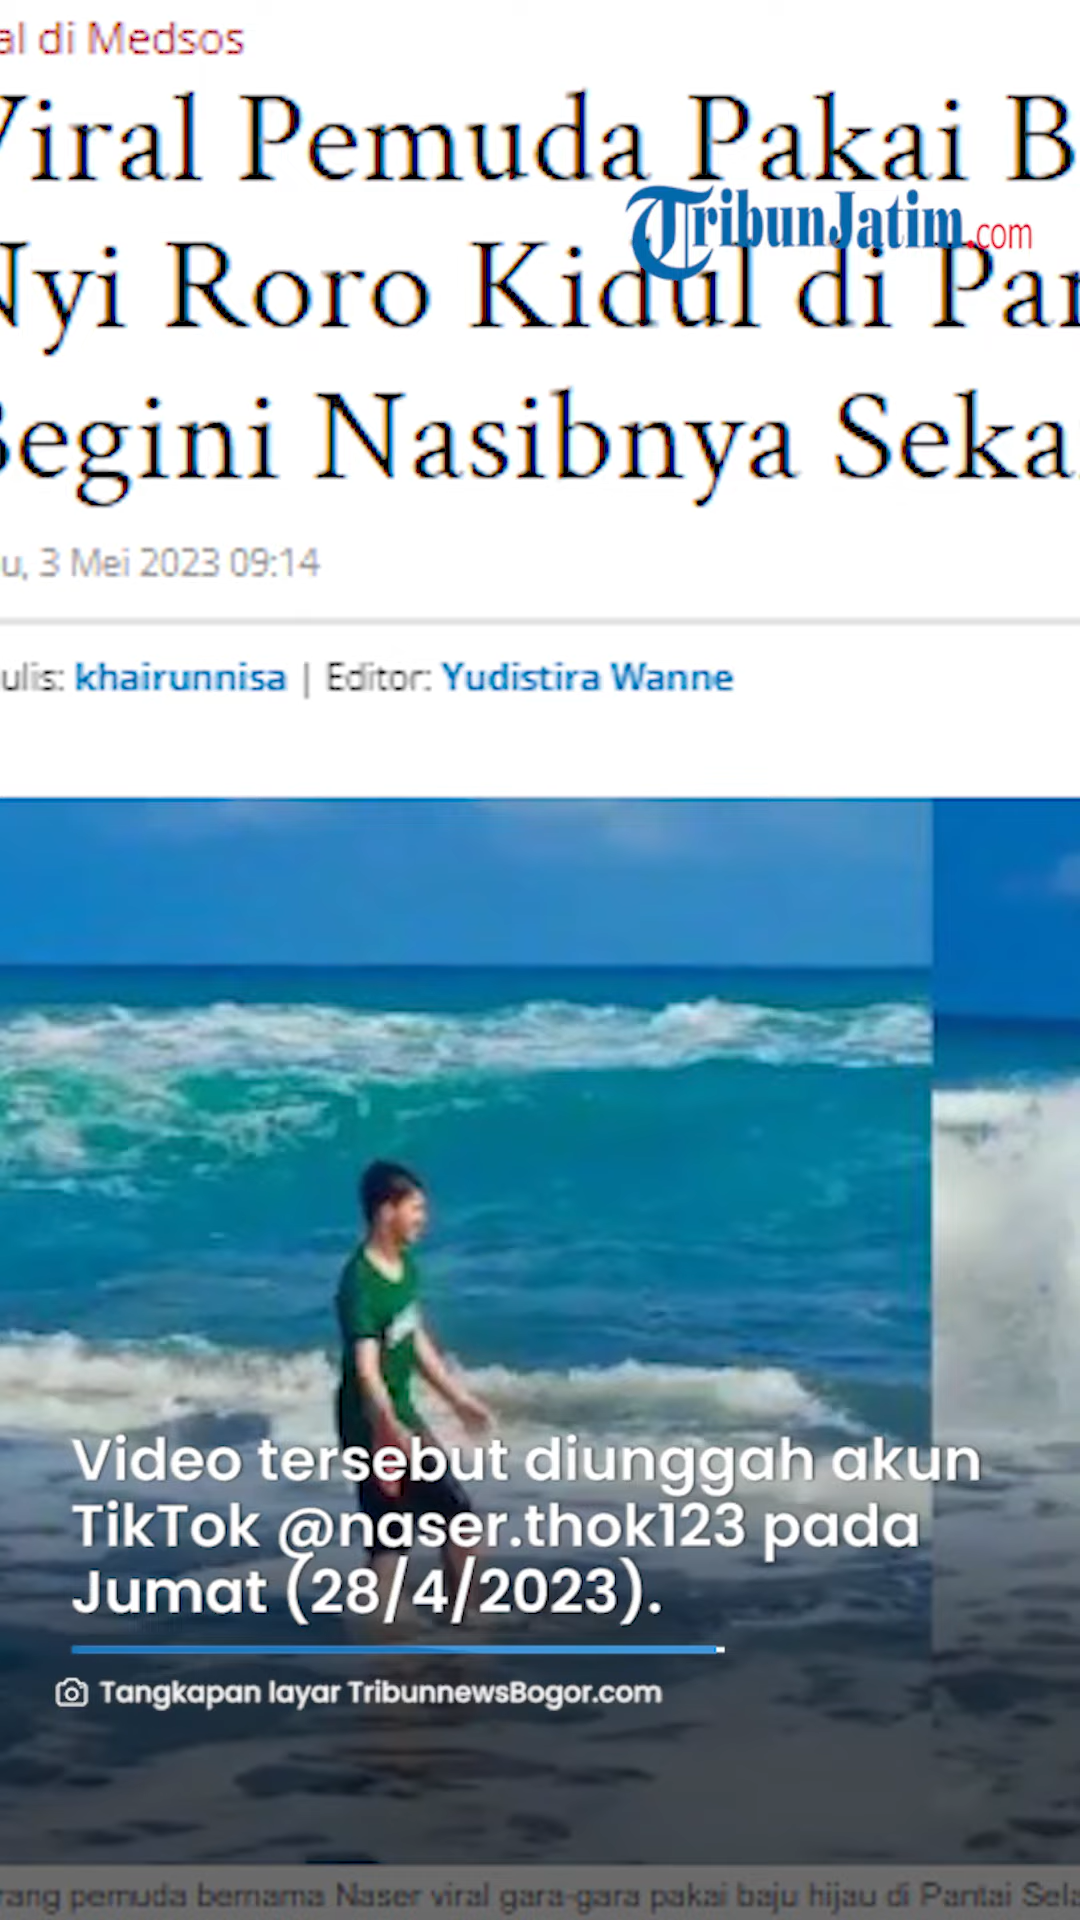 al di Medsos
Viral Pemuda Pakai B
TribunJatim.com
Nyi Roro Kidul di Pan
Begini Nasibnya Seka
u, 3 Mei 2023 09:14
ulis: khairunnisa | Editor: Yudistira Wanne
Video tersebut diunggah akun
TikTok @naser.thok123 pada
Jumat (28/4/2023).
Tangkapan layar TribunnewsBogor.com
rang pemuda bernama Naser viral gara-gara pakai baju hijau di Pantai Sela